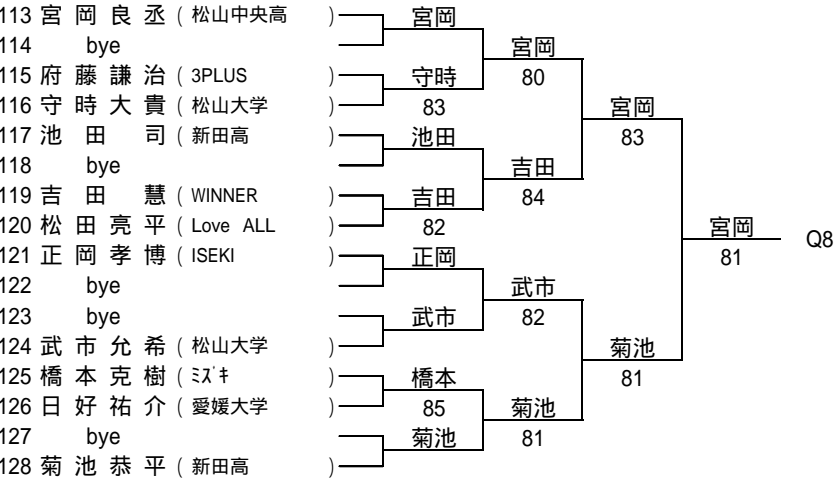 113 宮 岡 良 丞 ( 松山中央高 ) 宮岡
114 bye 宮岡
115 府 藤 謙 治 ( 3PLUS ) 守時 80
116 守 時 大 貴 ( 松山大学 ) 83 宮岡
117 池 田 司 ( 新田高 ) 池田 83
118 bye 吉田
119 吉 田 慧 ( WINNER ) 吉田 84
120 松 田 亮 平 ( Love ALL ) 82 宮岡 Q8
121 正 岡 孝 博 ( ISEKI ) 正岡 81
122 bye 武市
123 bye 武市 82
124 武 市 允 希 ( 松山大学 ) 菊池
125 橋 本 克 樹 ( ミズキ ) 橋本 81
126 日 好 祐 介 ( 愛媛大学 ) 85 菊池
127 bye 菊池 81
128 菊 池 恭 平 ( 新田高 )